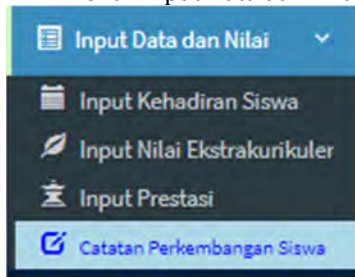 Input Data dan Nilai
Input Kehadiran Siswa
Input Nilai Ekstrakurikuler
Input Prestasi
Catatan Perkembangan Siswa